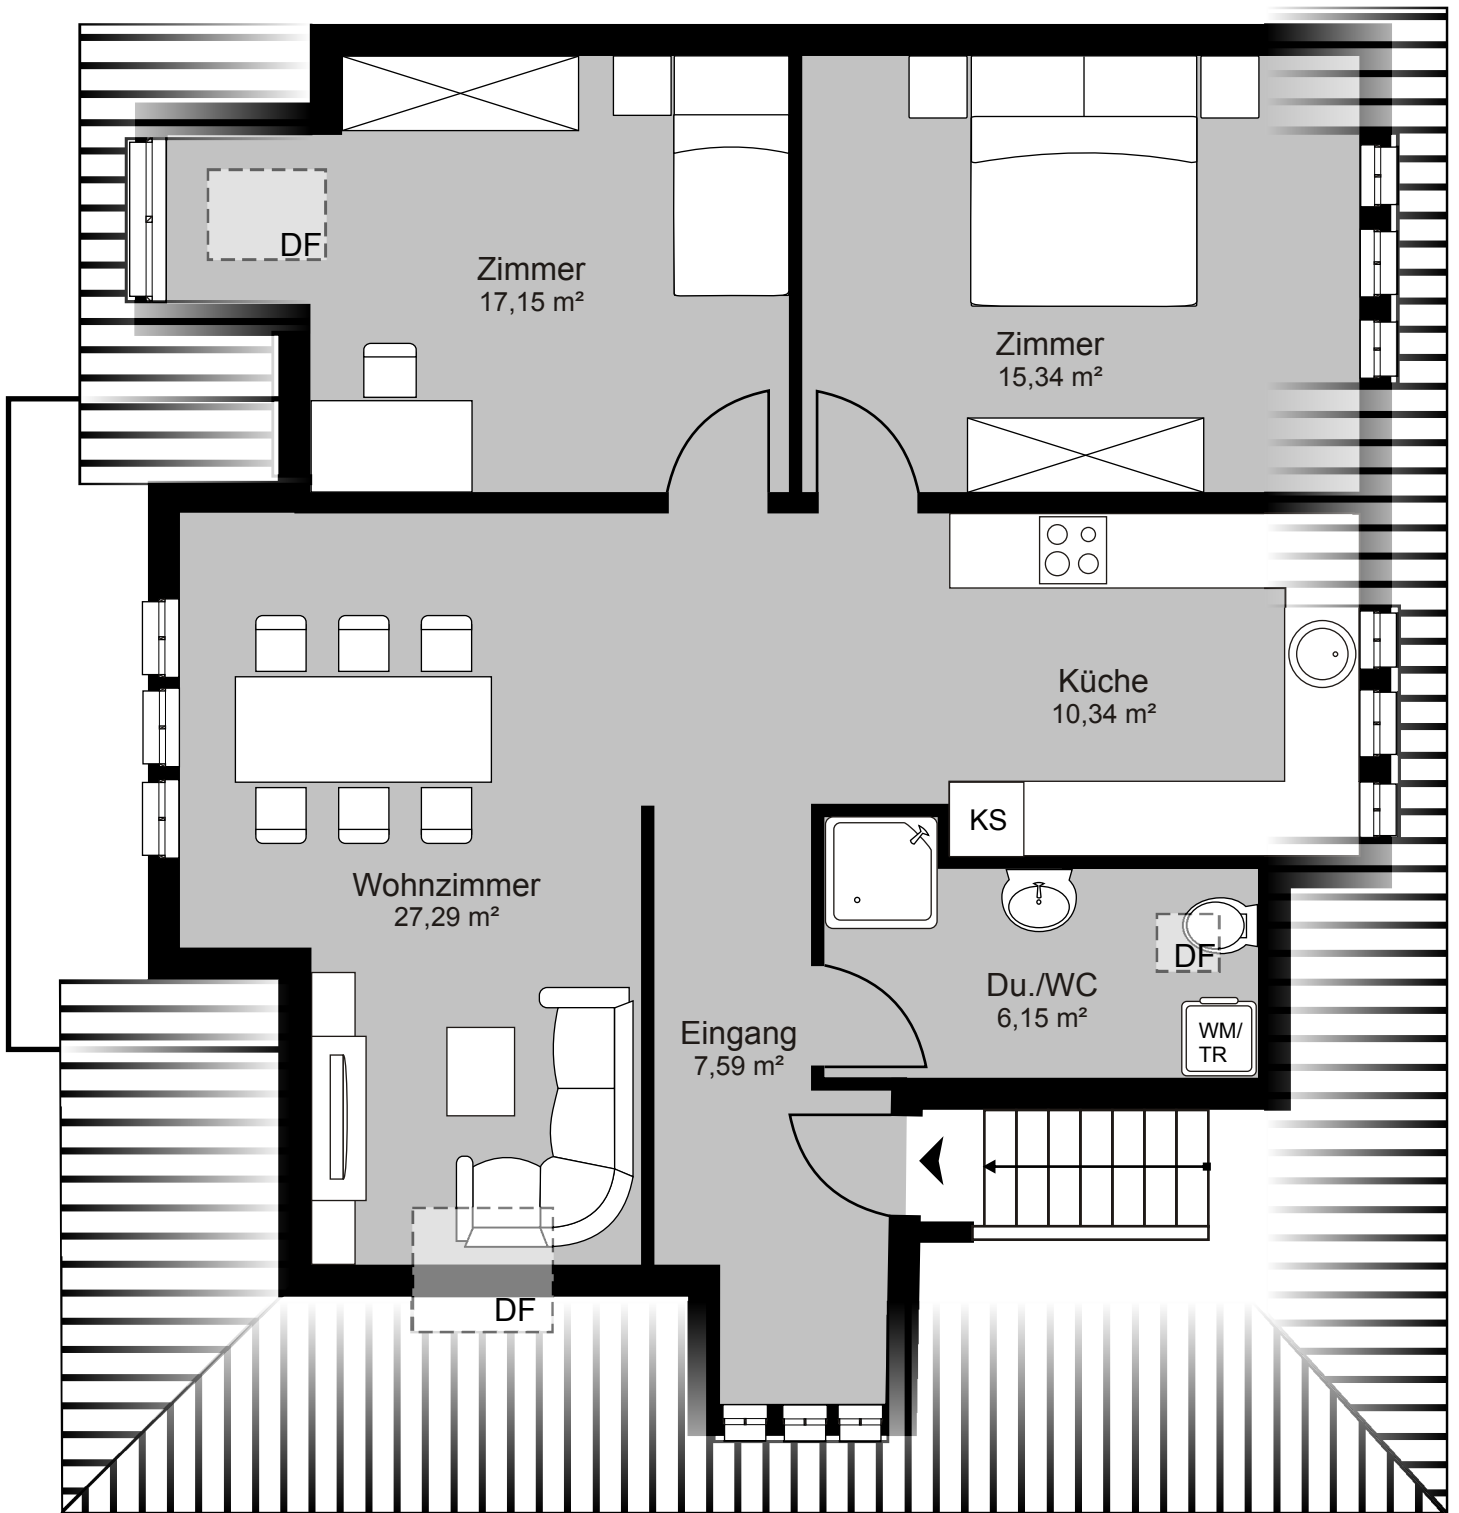 DF
Zimmer
17,15 m²
Zimmer
15,34 m²
Küche
10,34 m²
KS
Wohnzimmer
27,29 m²
DF
Du./WC
6,15 m²
Eingang
7,59 m²
WM/
TR
DF